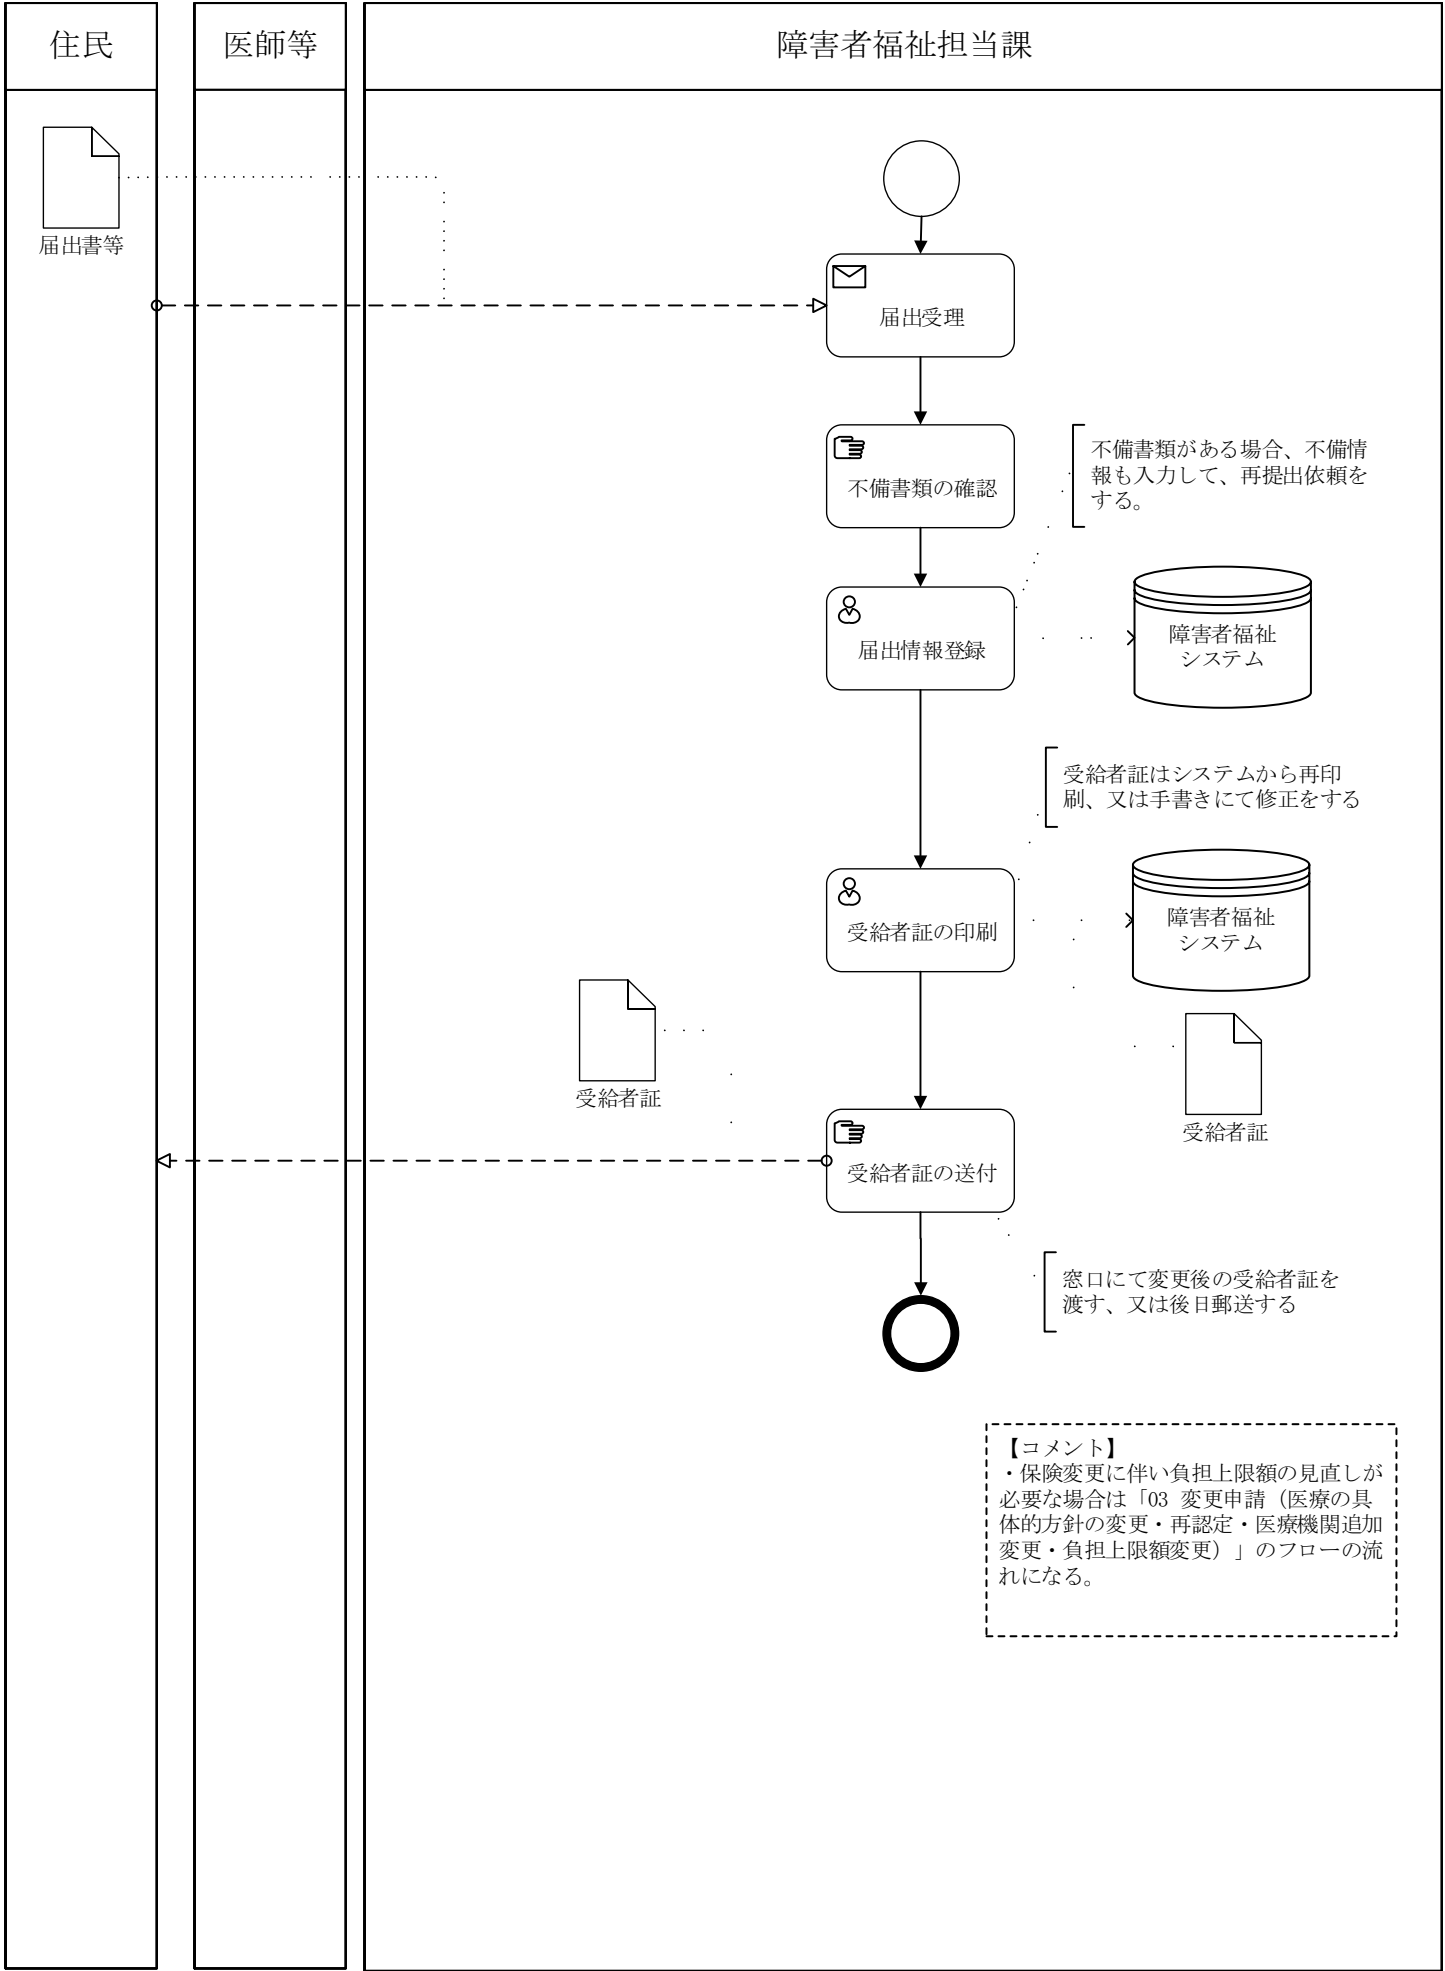 住民
医師等
障害者福祉担当課
届出書等
届出受理
不備書類の確認
不備書類がある場合、不備情
報も入力して、再提出依頼を
する。
届出情報登録
障害者福祉
システム
受給者証はシステムから再印
刷、又は手書きにて修正をする
受給者証の印刷
障害者福祉
システム
受給者証
受給者証
受給者証の送付
窓口にて変更後の受給者証を
渡す、又は後日郵送する
【コメント】
・保険変更に伴い負担上限額の見直しが
必要な場合は「03 変更申請（医療の具
体的方針の変更・再認定・医療機関追加
変更・負担上限額変更）」のフローの流
れになる。